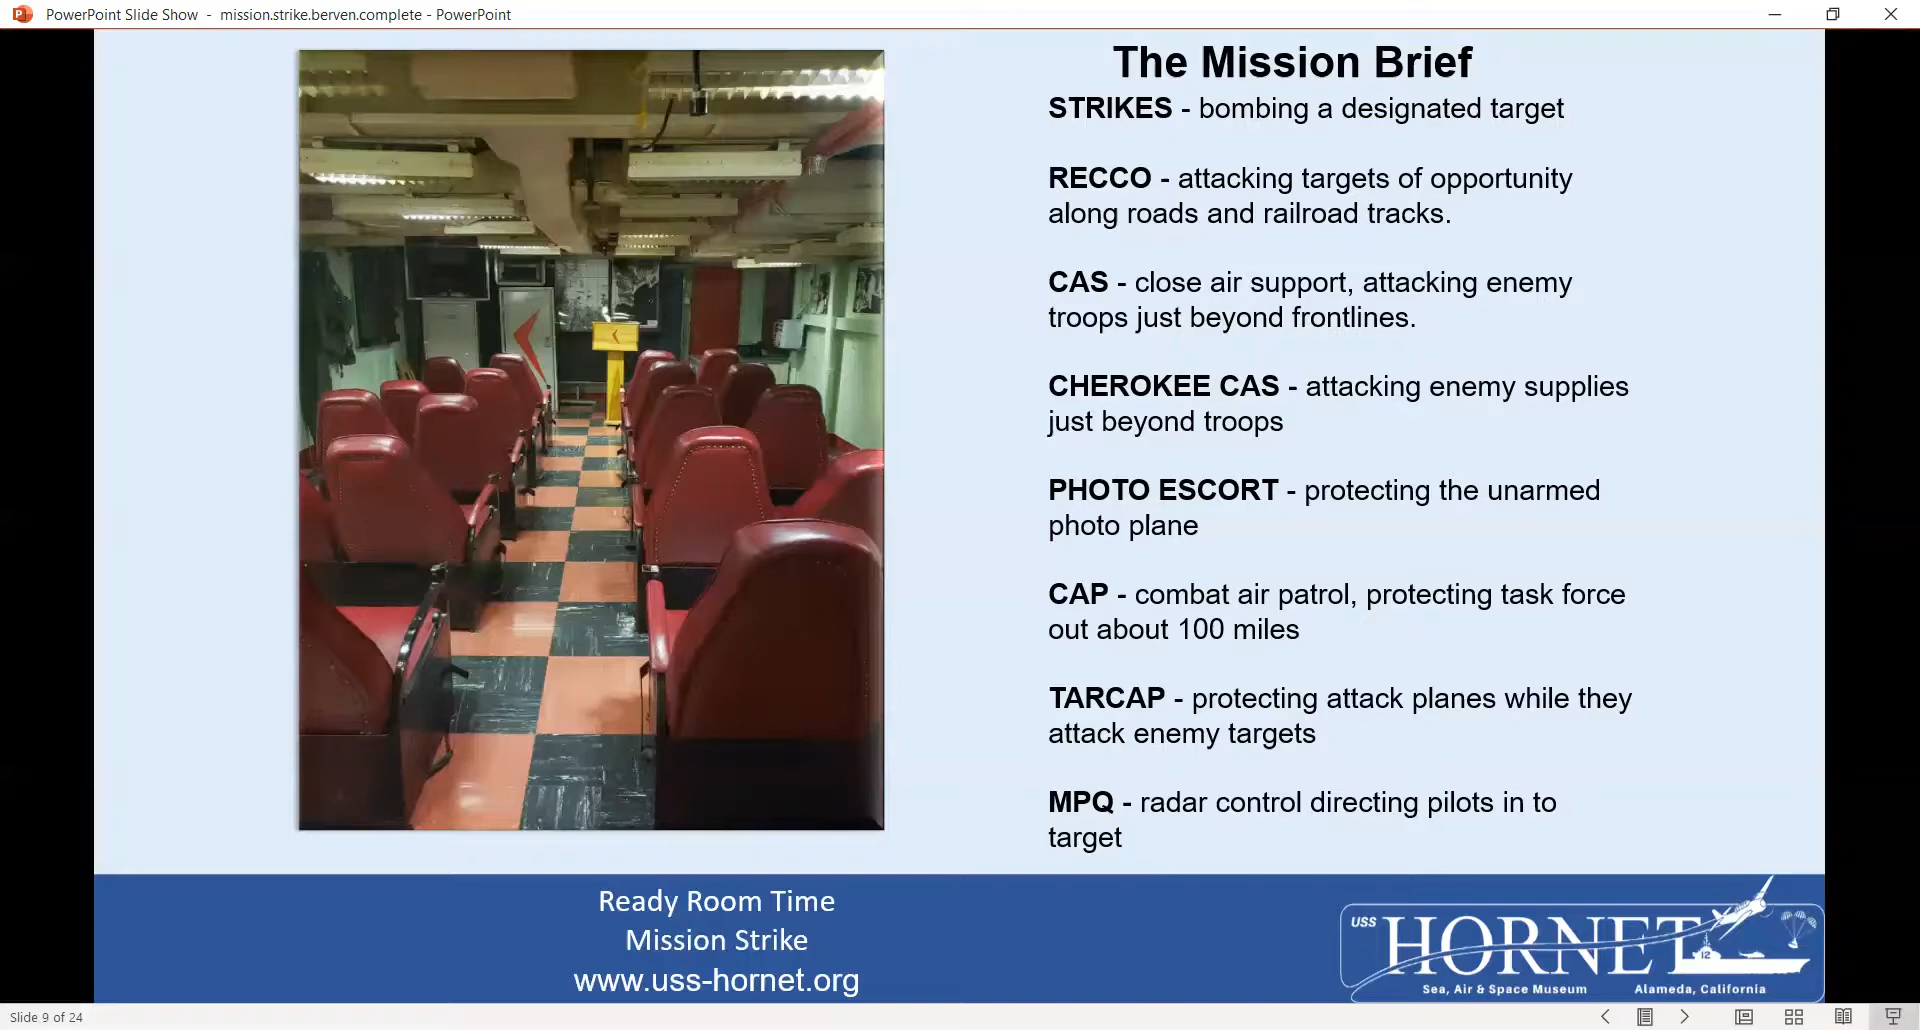 PowerPoint Slide Show - mission.strike.berven.complete - PowerPoint
The Mission Brief
STRIKES - bombing a designated target
RECCO - attacking targets of opportunity
along roads and railroad tracks.
CAS - close air support, attacking enemy
troops just beyond frontlines.
CHEROKEE CAS - attacking enemy supplies
just beyond troops
PHOTO ESCORT - protecting the unarmed
photo plane
CAP - combat air patrol, protecting task force
out about 100 miles
TARCAP - protecting attack planes while they
attack enemy targets
MPQ - radar control directing pilots in to
target
Ready Room Time
Mission Strike
www.uss-hornet.org
USS HORNET
12
Sea, Air & Space Museum Alameda, California
Slide 9 of 24